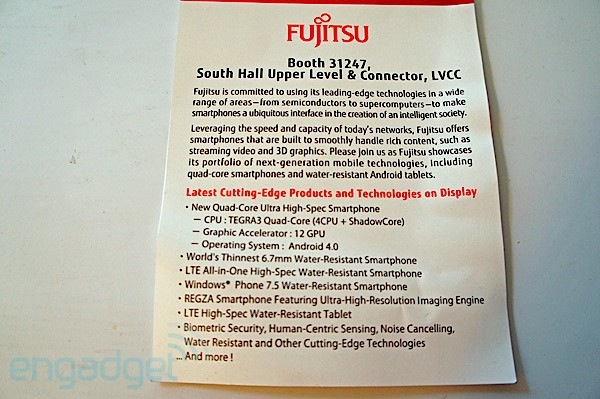 FUJITSU
Booth 31247,
South Hall Upper Level & Connector, LVCC
Fujitsu is committed to using its leading-edge technologies in a wide
range of areas—from semiconductors to supercomputers—to make
smartphones a ubiquitous interface in the creation of an intelligent society.
Leveraging the speed and capacity of today's networks, Fujitsu offers
smartphones that are built to smoothly handle rich content, such as
streaming video and 3D graphics. Please join us as Fujitsu showcases
its portfolio of next-generation mobile technologies, including
quad-core smartphones and water-resistant Android tablets.
Latest Cutting-Edge Products and Technologies on Display
• New Quad-Core Ultra High-Spec Smartphone
— CPU : TEGRA3 Quad-Core (4CPU + ShadowCore)
— Graphic Accelerator : 12 GPU
— Operating System : Android 4.0
• World's Thinnest 6.7mm Water-Resistant Smartphone
• LTE All-in-One High-Spec Water-Resistant Smartphone
• Windows® Phone 7.5 Water-Resistant Smartphone
• REGZA Smartphone Featuring Ultra-High-Resolution Imaging Engine
• LTE High-Spec Water-Resistant Tablet
• Biometric Security, Human-Centric Sensing, Noise Cancelling,
Water Resistant and Other Cutting-Edge Technologies
... And more !
engadget